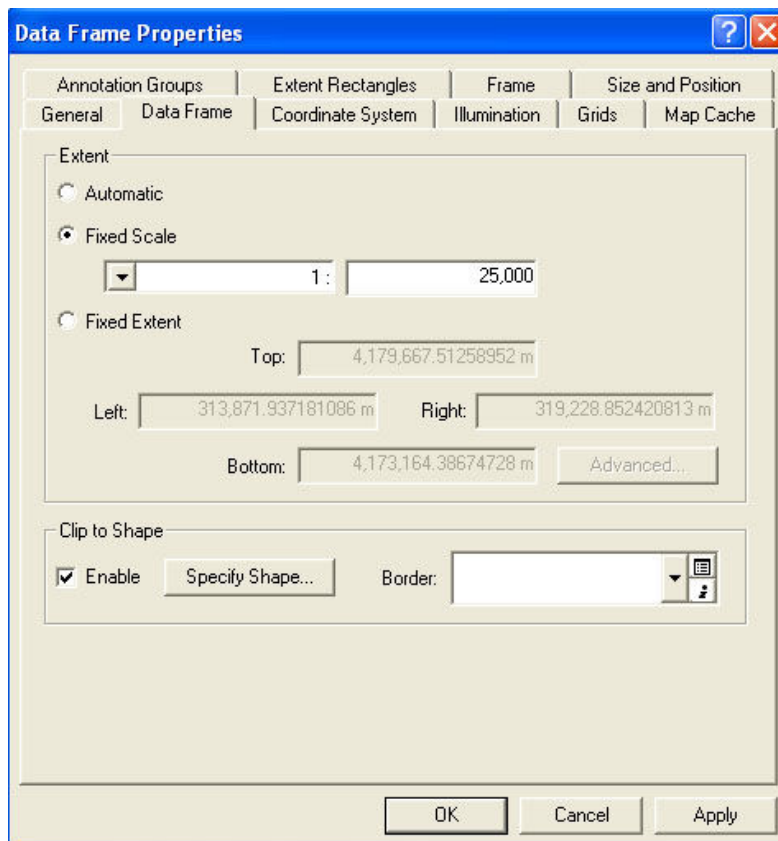 Data Frame Properties
Annotation Groups Extent Rectangles Frame Size and Position
General Data Frame Coordinate System Illumination Grids Map Cache
Extent
Automatic
Fixed Scale
1 : 25,000
Fixed Extent
Top: 4,179,667.51258952 m
Left: 313,871.937181086 m Right: 319,228.852420813 m
Bottom: 4,173,164.38674728 m Advanced...
Clip to Shape
Enable Specify Shape... Border:
OK Cancel Apply